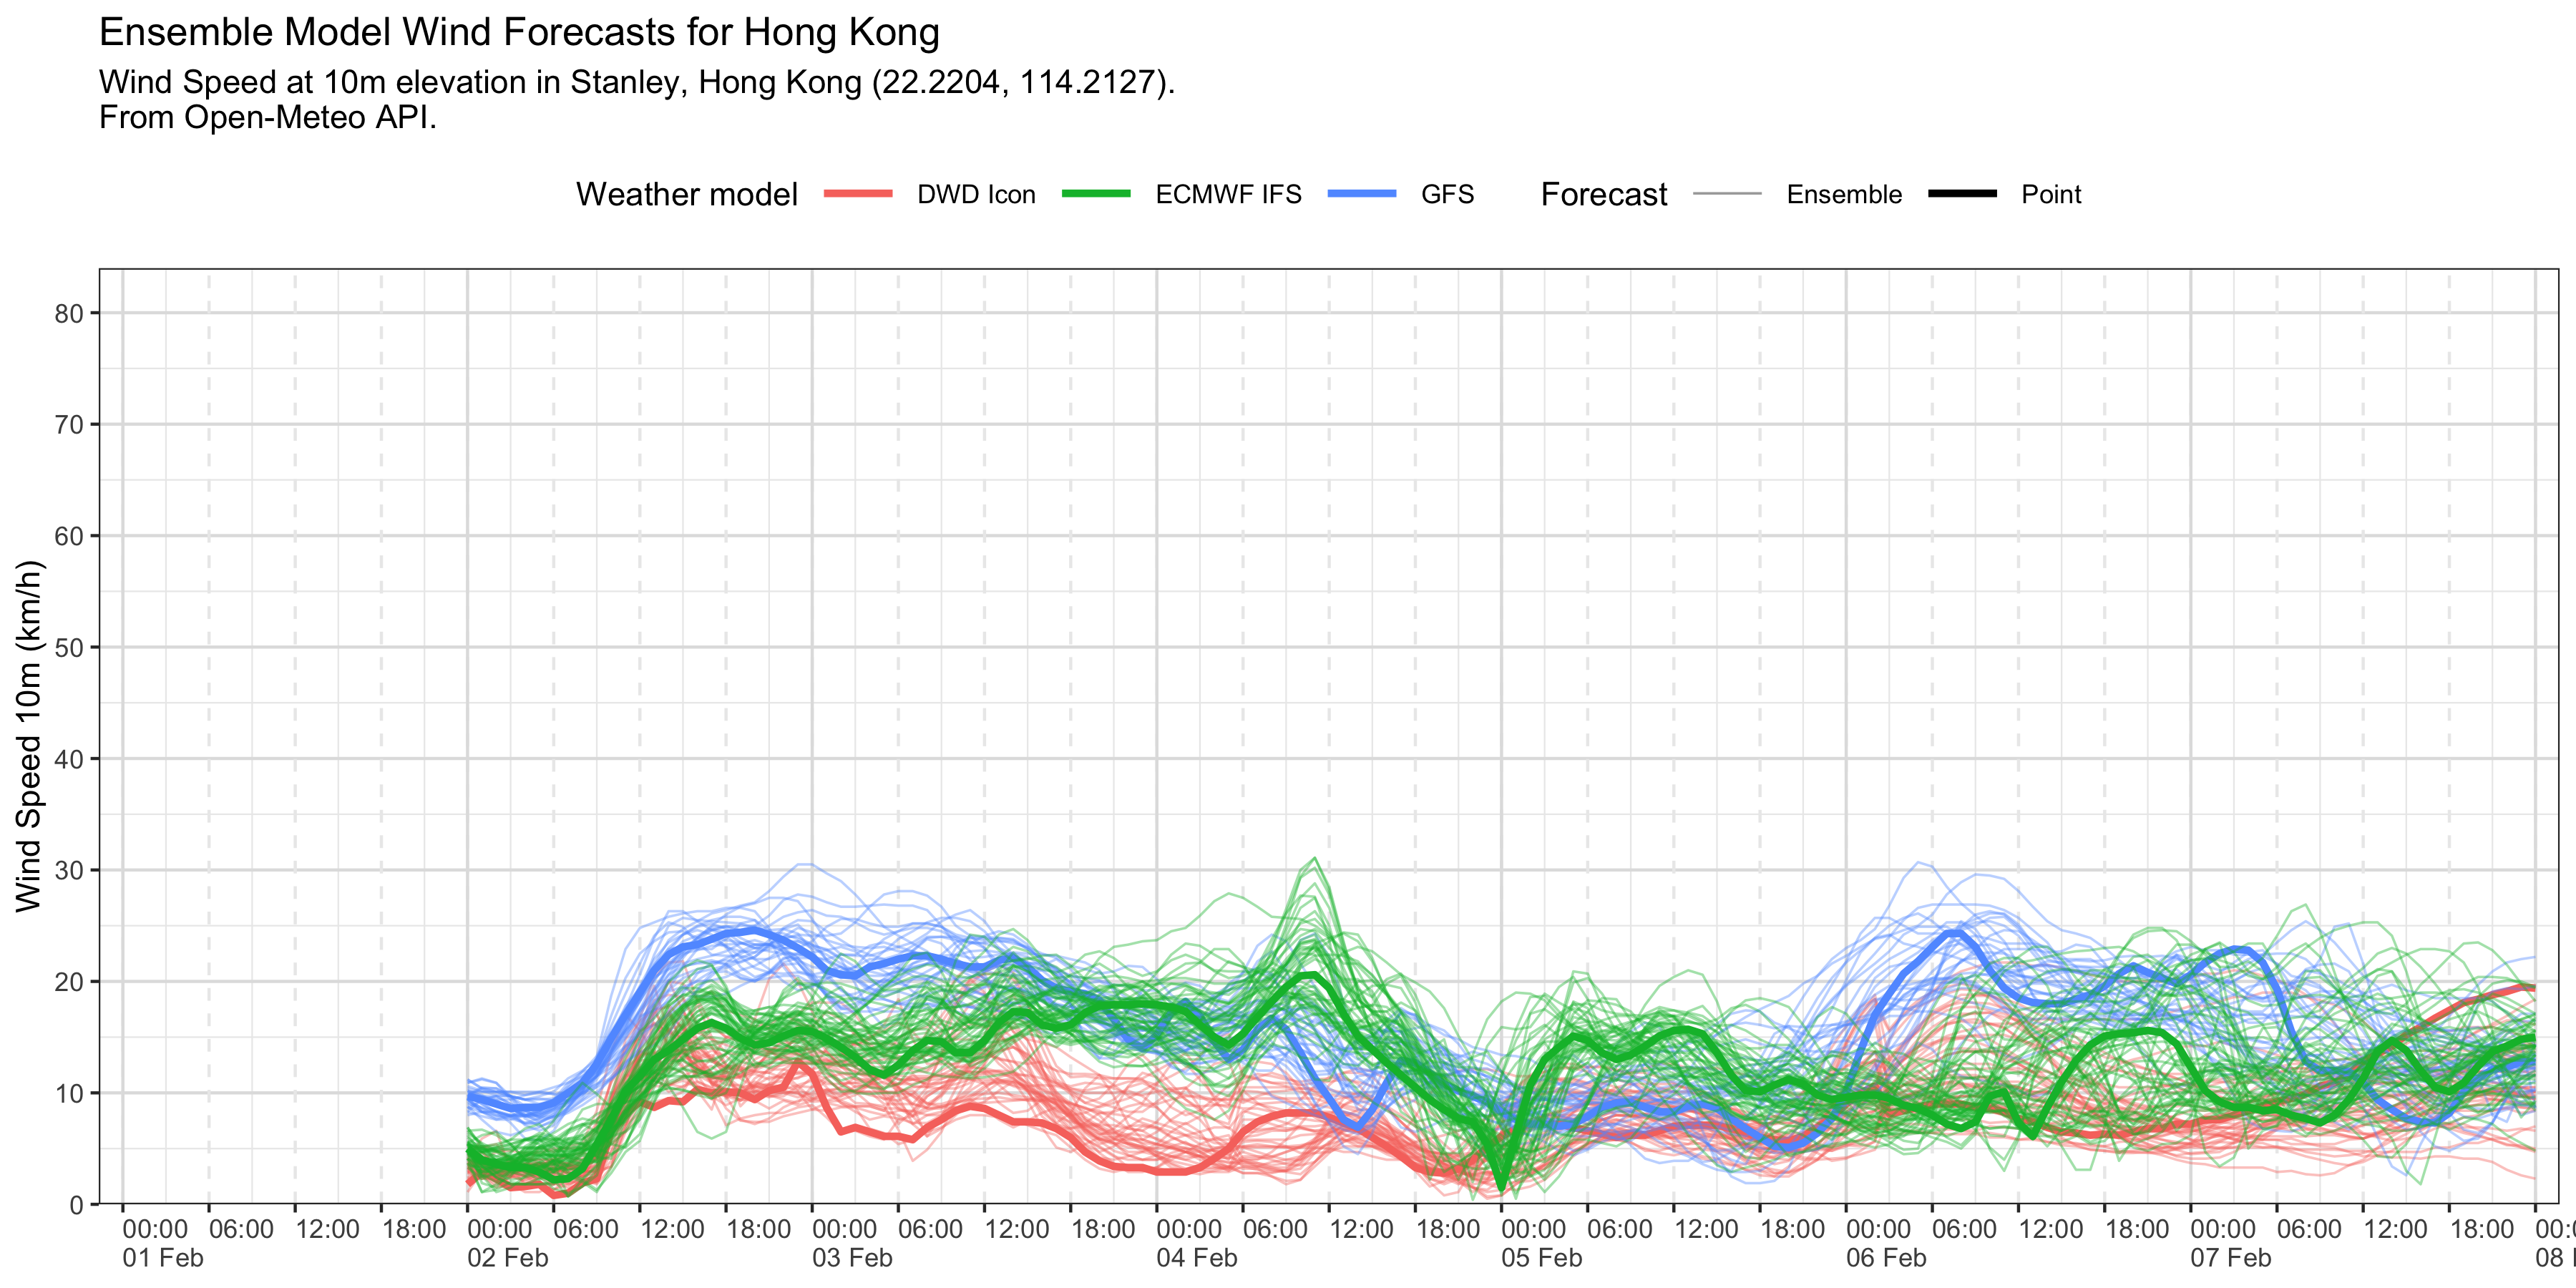 Ensemble Model Wind Forecasts for Hong Kong
Wind Speed at 10m elevation in Stanley, Hong Kong (22.2204, 114.2127).
From Open-Meteo API.
Weather model DWD Icon ECMWF IFS GFS Forecast Ensemble Point
Wind Speed 10m (km/h)
80
70
60
50
40
30
20
10
0
00:00 06:00 12:00 18:00 00:00 06:00 12:00 18:00 00:00 06:00 12:00 18:00 00:00 06:00 12:00 18:00 00:00 06:00 12:00 18:00 00:00 06:00 12:00 18:00 00:00 06:00 12:00 18:00
01 Feb 02 Feb 03 Feb 04 Feb 05 Feb 06 Feb 07 Feb 08